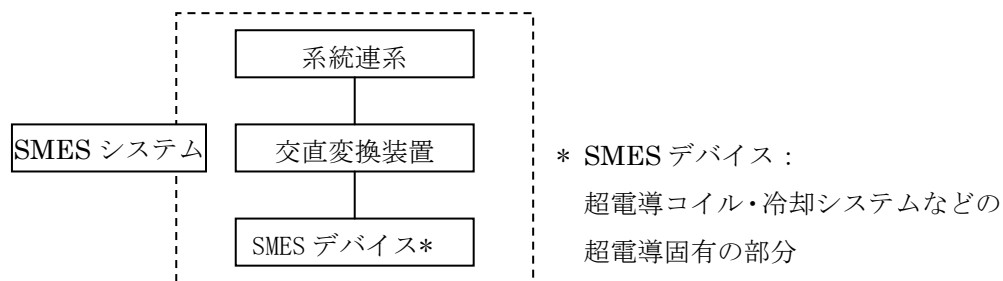 系統連系
SMES システム
交直変換装置
SMES デバイス*
* SMES デバイス：
超電導コイル・冷却システムなどの
超電導固有の部分